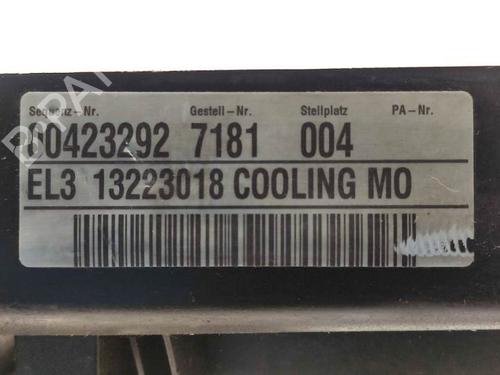 Sequenz-Nr. Gestell-Nr. Stellplatz PA-Nr.
00423292 7181 004
EL3 13223018 COOLING MO